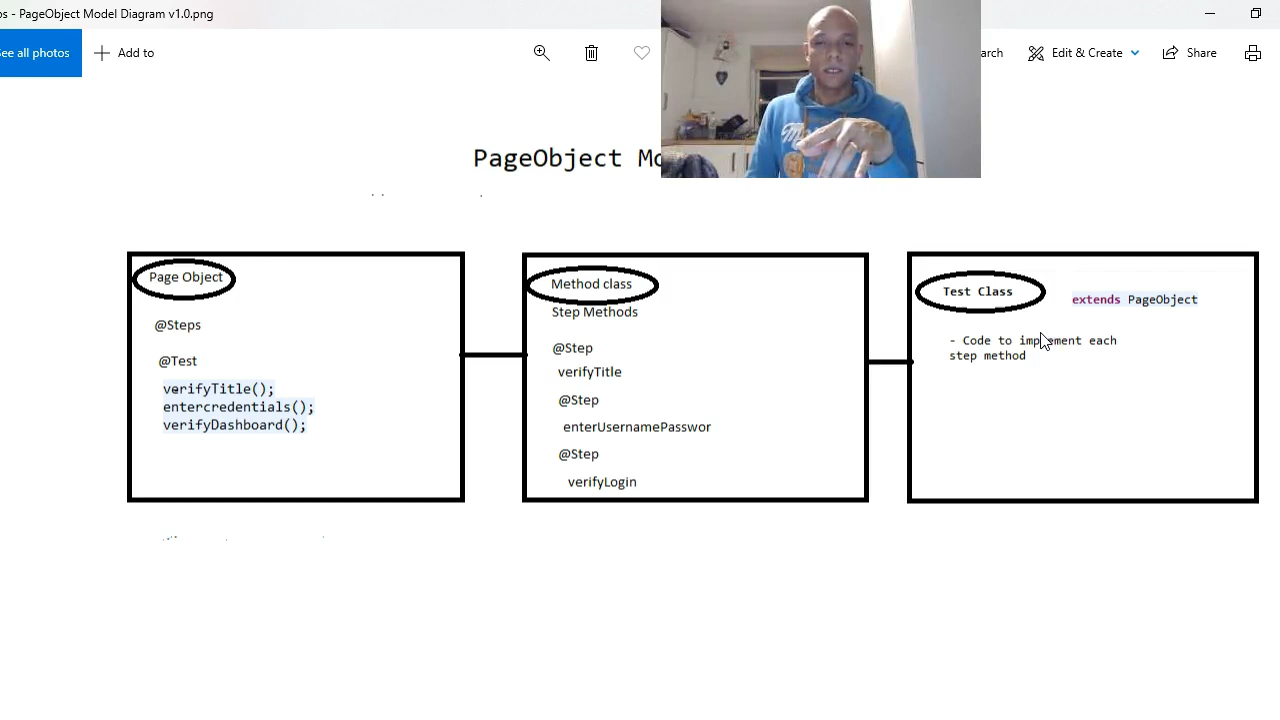 os - PageObject Model Diagram v1.0.png
See all photos
Add to
arch
Edit & Create
Share
PageObject Mo
Page Object
@Steps
@Test
verifyTitle();
entercredentials();
verifyDashboard();
Method class
Step Methods
@Step
verifyTitle
@Step
enterUsernamePasswor
@Step
verifyLogin
Test Class
extends PageObject
- Code to implement each
step method